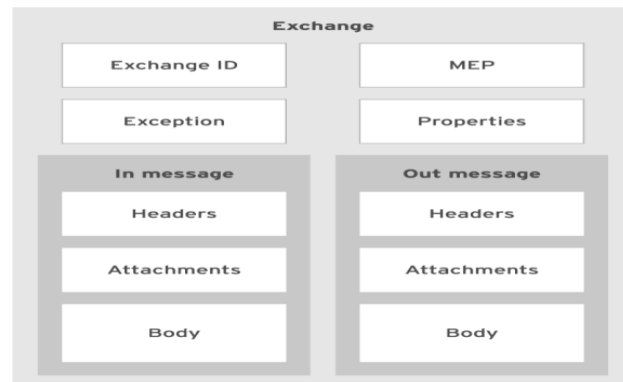 Exchange
Exchange ID
MEP
Exception
Properties
In message
Headers
Attachments
Body
Out message
Headers
Attachments
Body